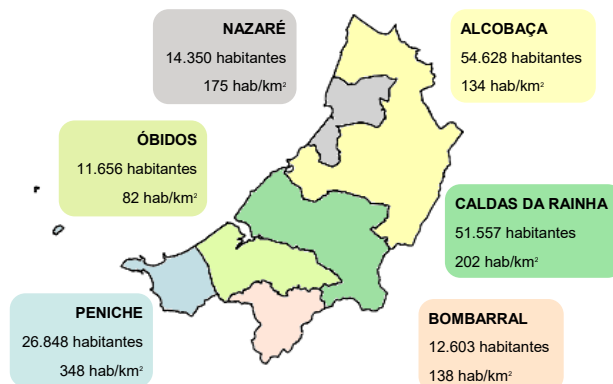 NAZARÉ
14.350 habitantes
175 hab/km²
ALCOBAÇA
54.628 habitantes
134 hab/km²
ÓBIDOS
11.656 habitantes
82 hab/km²
CALDAS DA RAINHA
51.557 habitantes
202 hab/km²
PENICHE
26.848 habitantes
348 hab/km²
BOMBARRAL
12.603 habitantes
138 hab/km²